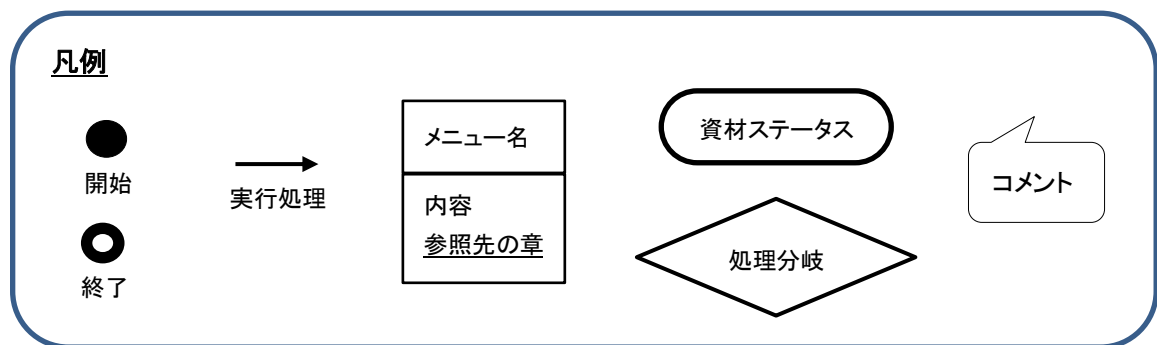 凡例
開始
終了
実行処理
メニュー名
内容
参照先の章
資材ステータス
処理分岐
コメント